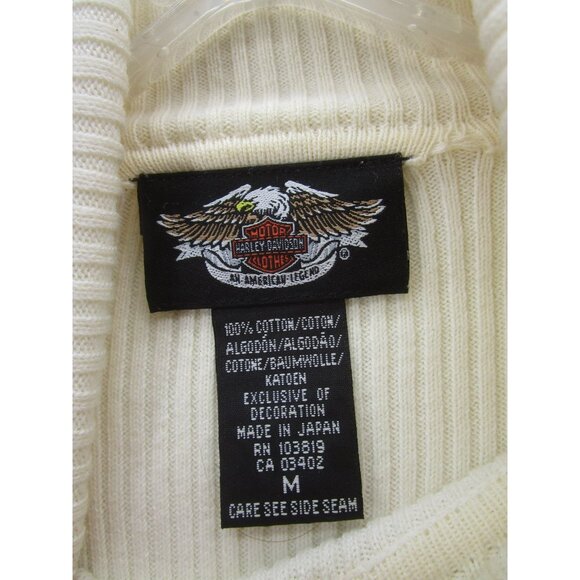 MOTOR
HARLEY-DAVIDSON
CLOTHES
AN AMERICAN LEGEND
®
100% COTTON/COTON/
ALGODÓN/ALGODÃO/
COTONE/BAUMWOLLE/
KATOEN
EXCLUSIVE OF
DECORATION
MADE IN JAPAN
RN 103819
CA 03402
M
CARE SEE SIDE SEAM